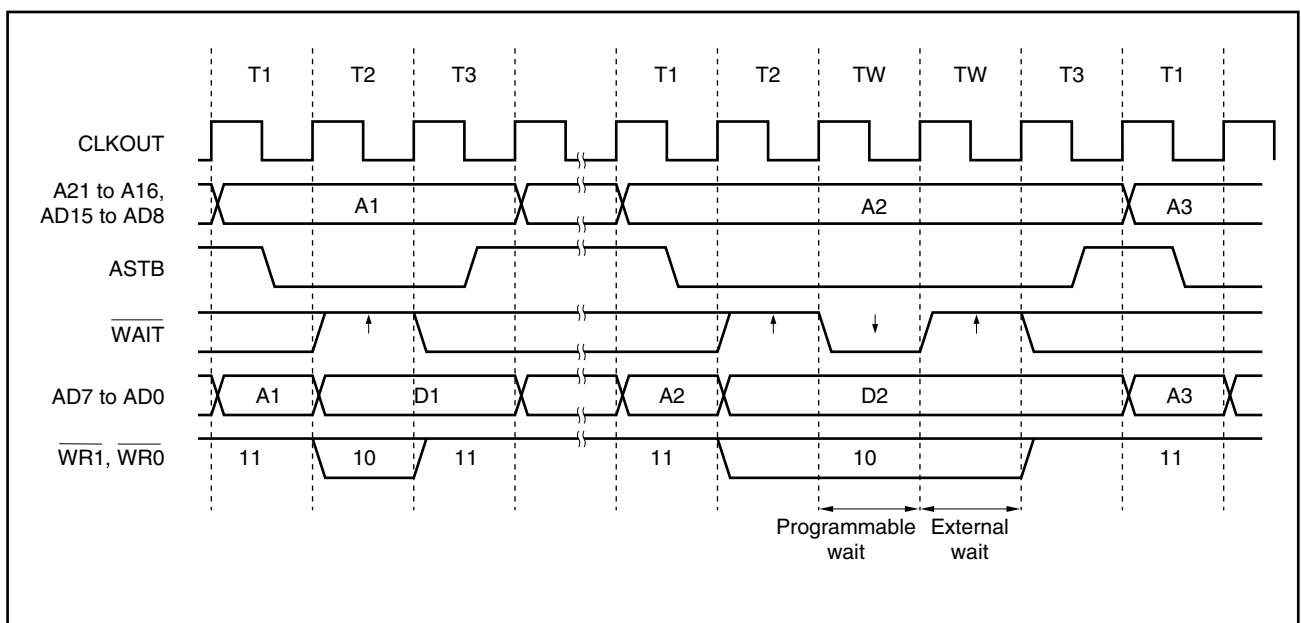 T1 T2 T3 T1 T2 TW TW T3 T1
CLKOUT
A21 to A16,
AD15 to AD8
A1 A2 A3
ASTB
WAIT
AD7 to AD0 A1 D1 A2 D2 A3
WR1, WR0 11 10 11 11 10 11
Programmable
wait
External
wait